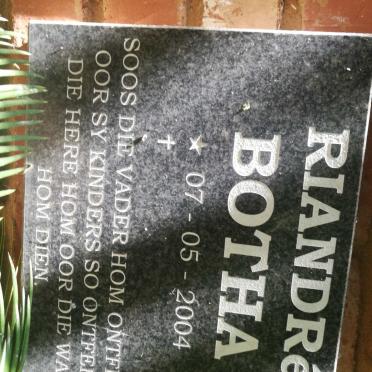 RIANDRÉ
BOTHA
★ 07 - 05 - 2004
✝
SOOS DIE VADER HOM
OOR SY KINDERS SO
DIE HERE HOM OOR DIE
HOM DIEN